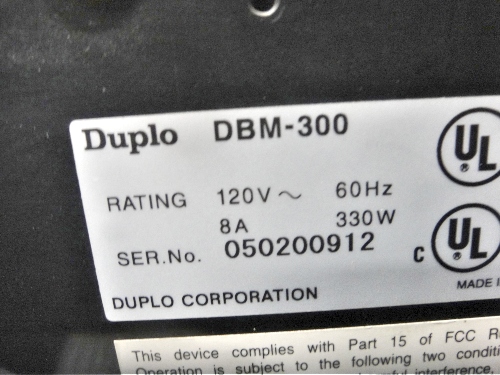 Duplo DBM-300
UL
RATING 120V ~ 60Hz
8A 330W
SER.No. 050200912
C UL
MADE
DUPLO CORPORATION
This device complies with Part 15 of FCC
Operation is subject to the following two
interference,